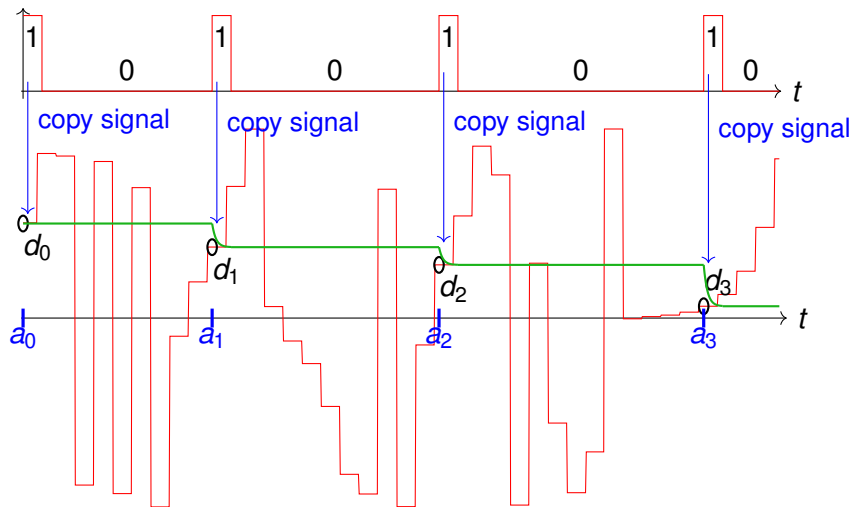 1 1 1 1
0 0 0 0
t
copy signal copy signal copy signal copy signal
d₀ d₁ d₂ d₃
a₀ a₁ a₂ a₃ t